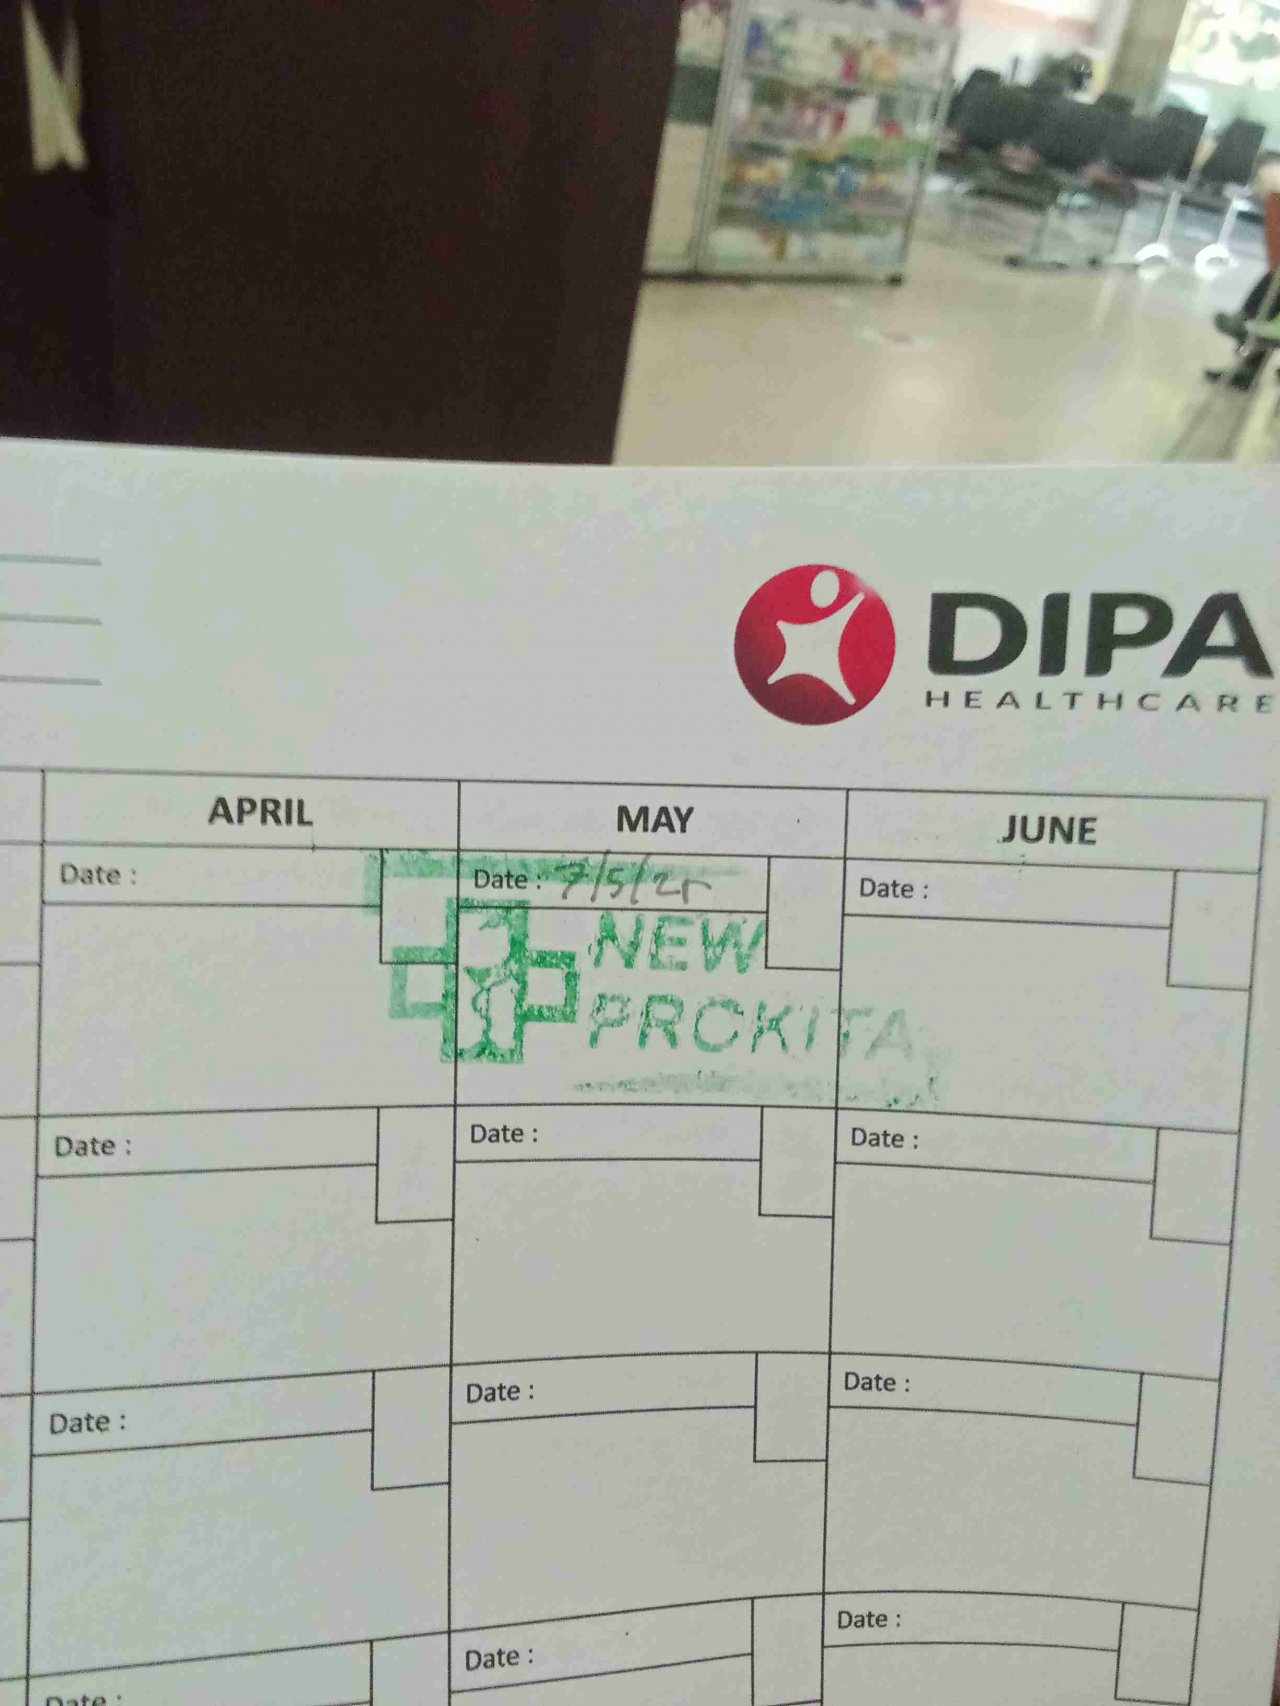 DIPA
HEALTHCARE
APRIL MAY JUNE
Date : Date : 7/5/25 Date :
NEW
PROKITA
Date : Date : Date :
Date : Date : Date :
Date : Date : Date :